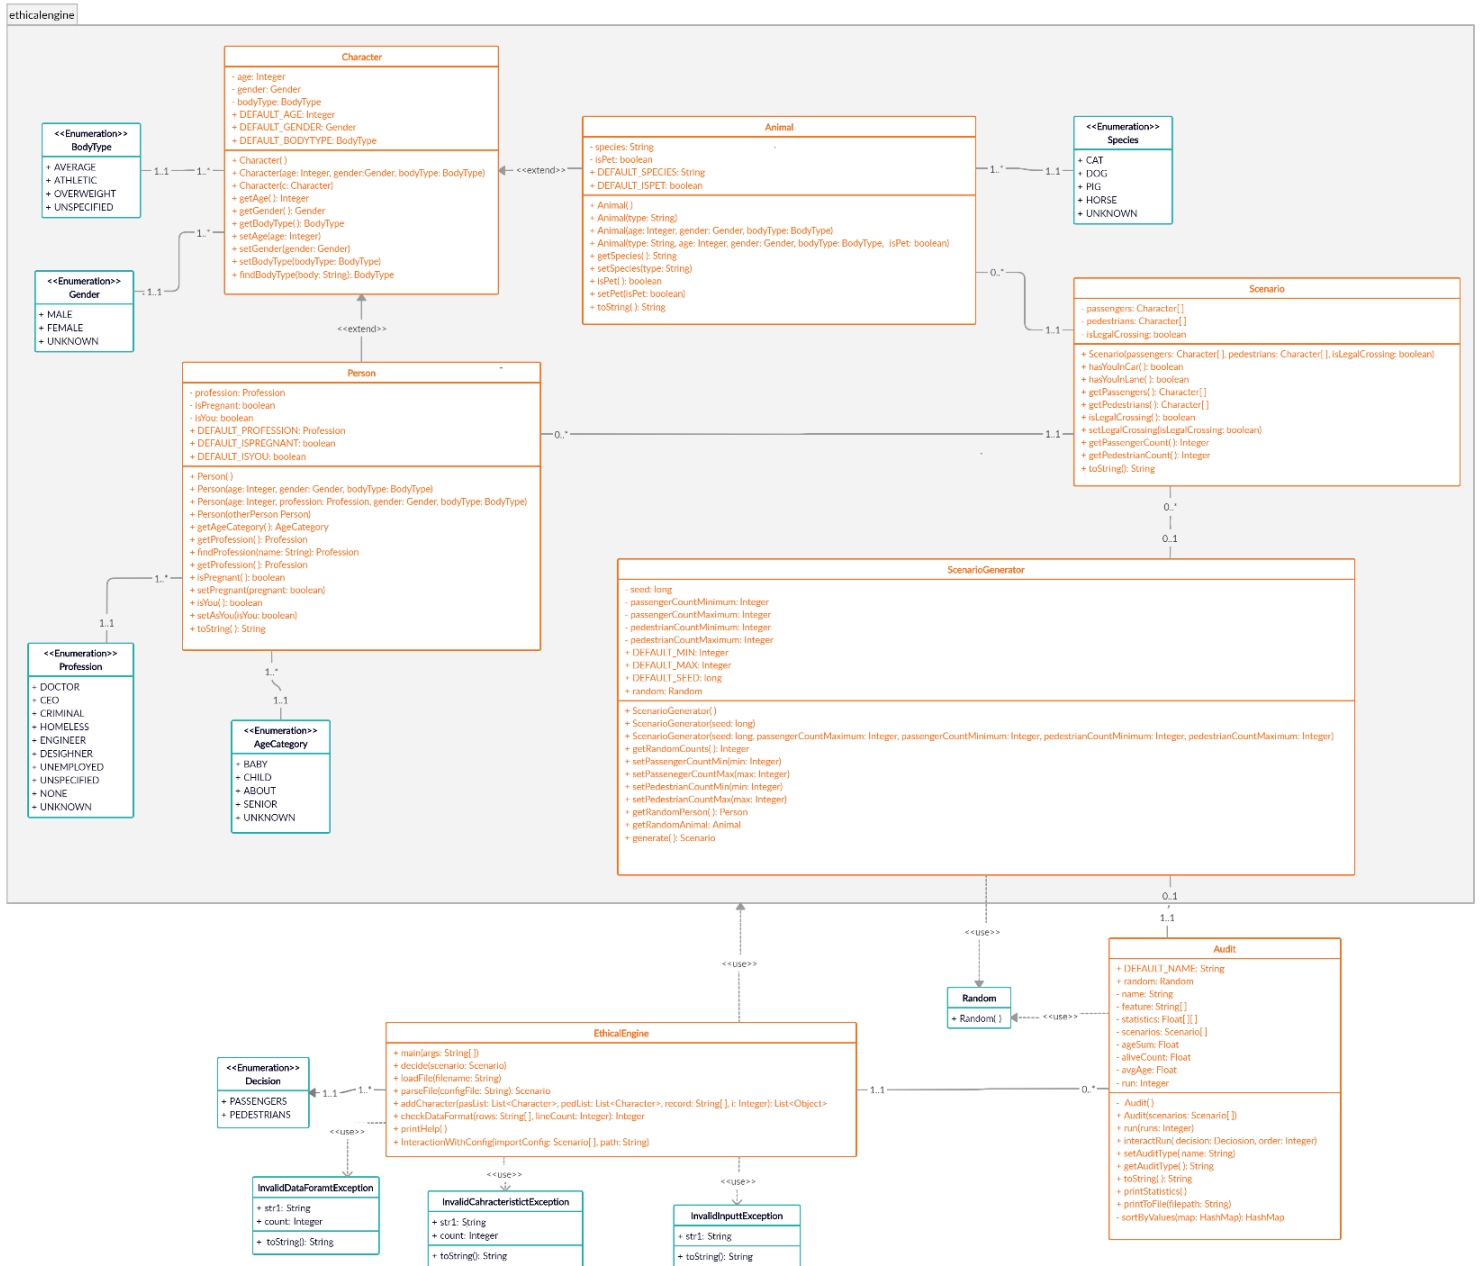 ethicalengine
Character
- age: Integer
- gender: Gender
- bodyType: BodyType
+ DEFAULT_AGE: Integer
+ DEFAULT_GENDER: Gender
+ DEFAULT_BODYTYPE: BodyType
+ Character( )
+ Character(age: Integer, gender:Gender, bodyType: BodyType)
+ Character(c: Character)
+ getAge( ): Integer
+ getGender( ): Gender
+ getBodyType( ): BodyType
+ setAge(age: Integer)
+ setGender(gender: Gender)
+ setBodyType(bodyType: BodyType)
+ findBodyType(body: String): BodyType
<<Enumeration>>
BodyType
+ AVERAGE
+ ATHLETIC
+ OVERWEIGHT
+ UNSPECIFIED
1..1
1..*
<<Enumeration>>
Gender
+ MALE
+ FEMALE
+ UNKNOWN
1..1
1..*
<<extend>>
<<extend>>
Animal
- species: String
- isPet: boolean
+ DEFAULT_SPECIES: String
+ DEFAULT_ISPET: boolean
+ Animal( )
+ Animal(type: String)
+ Animal(age: Integer, gender: Gender, bodyType: BodyType)
+ Animal(type: String, age: Integer, gender: Gender, bodyType: BodyType, isPet: boolean)
+ getSpecies( ): String
+ setSpecies(type: String)
+ isPet( ): boolean
+ setPet(isPet: boolean)
+ toString( ): String
1..*
1..1
<<Enumeration>>
Species
+ CAT
+ DOG
+ PIG
+ HORSE
+ UNKNOWN
0..*
1..1
Scenario
- passengers: Character[ ]
- pedestrians: Character[ ]
- isLegalCrossing: boolean
+ Scenario(passengers: Character[ ], pedestrians: Character[ ], isLegalCrossing: boolean)
+ hasYouInCar( ): boolean
+ hasYouInLane( ): boolean
+ getPassengers( ): Character[ ]
+ getPedestrians( ): Character[ ]
+ isLegalCrossing( ): boolean
+ setLegalCrossing(isLegalCrossing: boolean)
+ getPassengerCount( ): Integer
+ getPedestrianCount( ): Integer
+ toString(): String
Person
- profession: Profession
- isPregnant: boolean
- isYou: boolean
+ DEFAULT_PROFESSION: Profession
+ DEFAULT_ISPREGNANT: boolean
+ DEFAULT_ISYOU: boolean
+ Person( )
+ Person(age: Integer, gender: Gender, bodyType: BodyType)
+ Person(age: Integer, profession: Profession, gender: Gender, bodyType: BodyType)
+ Person(otherPerson Person)
+ getAgeCategory( ): AgeCategory
+ getProfession( ): Profession
+ findProfession(name: String): Profession
+ getProfession( ): Profession
+ isPregnant( ): boolean
+ setPregnant(pregnant: boolean)
+ isYou( ): boolean
+ setAsYou(isYou: boolean)
+ toString( ): String
0..*
1..1
1..*
1..1
<<Enumeration>>
Profession
+ DOCTOR
+ CEO
+ CRIMINAL
+ HOMELESS
+ ENGINEER
+ DESIGHNER
+ UNEMPLOYED
+ UNSPECIFIED
+ NONE
+ UNKNOWN
1..*
1..1
<<Enumeration>>
AgeCategory
+ BABY
+ CHILD
+ ABOUT
+ SENIOR
+ UNKNOWN
0..*
0..1
ScenarioGenerator
- seed: long
- passengerCountMinimum: Integer
- passengerCountMaximum: Integer
- pedestrianCountMinimum: Integer
- pedestrianCountMaximum: Integer
+ DEFAULT_MIN: Integer
+ DEFAULT_MAX: Integer
+ DEFAULT_SEED: long
+ random: Random
+ ScenarioGenerator( )
+ ScenarioGenerator(seed: long)
+ ScenarioGenerator(seed: long, passengerCountMaximum: Integer, passengerCountMinimum: Integer, pedestrianCountMinimum: Integer, pedestrianCountMaximum: Integer)
+ getRandomCounts( ): Integer
+ setPassengerCountMin(min: Integer)
+ setPassenegerCountMax(max: Integer)
+ setPedestrianCountMin(min: Integer)
+ setPedestrianCountMax(max: Integer)
+ getRandomPerson( ): Person
+ getRandomAnimal: Animal
+ generate( ): Scenario
0..1
1..1
<<use>>
<<use>>
Random
+ Random( )
<<use>>
Audit
+ DEFAULT_NAME: String
+ random: Random
- name: String
- feature: String[ ]
- statistics: Float[ ][ ]
- scenarios: Scenario[ ]
- ageSum: Float
- aliveCount: Float
- avgAge: Float
- run: Integer
- Audit( )
+ Audit(scenarios: Scenario[ ])
+ run(runs: Integer)
+ interactRun( decision: Deciosion, order: Integer)
+ setAuditType( name: String)
+ getAuditType( ): String
+ toString( ): String
+ printStatistics( )
+ printToFile(filepath: String)
- sortByValues(map: HashMap): HashMap
EthicalEngine
+ main(args: String[ ])
+ decide(scenario: Scenario)
+ loadFile(filename: String)
+ parseFile(configFile: String): Scenario
+ addCharacter(pasList: List<Character>, pedList: List<Character>, record: String[ ], i: Integer): List<Object>
+ checkDataFormat(rows: String[ ], lineCount: Integer): Integer
+ printHelp( )
+ InteractionWithConfig(importConfig: Scenario[ ], path: String)
1..1
0..*
<<Enumeration>>
Decision
+ PASSENGERS
+ PEDESTRIANS
1..1
1..*
<<use>>
<<use>>
<<use>>
InvalidDataForamtException
+ str1: String
+ count: Integer
+ toString(): String
InvalidCahracteristictException
+ str1: String
+ count: Integer
+ toString(): String
InvalidInputtException
+ str1: String
+ toString(): String